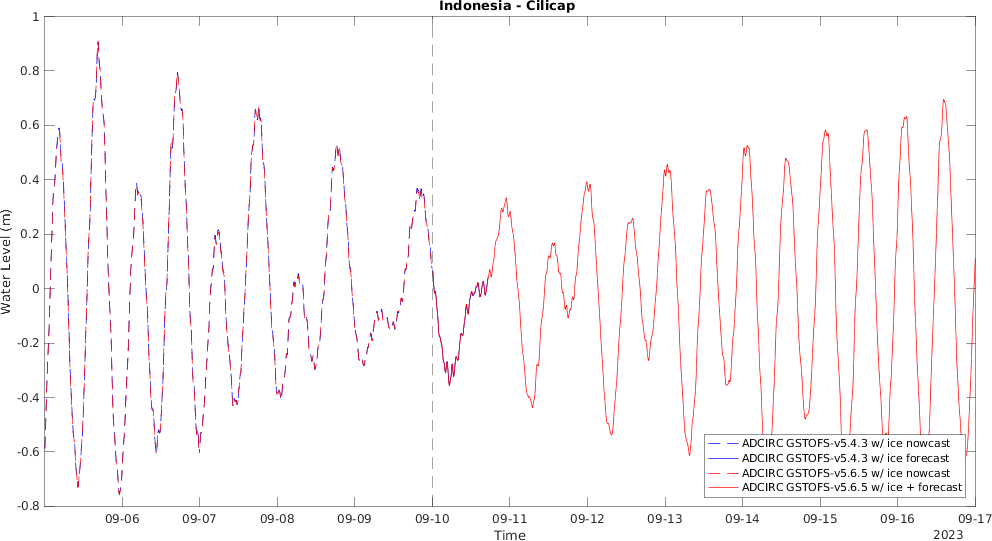 Indonesia - Cilicap
1
0.8
0.6
0.4
0.2
0
-0.2
-0.4
-0.6
-0.8
Water Level (m)
09-06 09-07 09-08 09-09 09-10 09-11 09-12 09-13 09-14 09-15 09-16 09-17
Time
2023
ADCIRC GSTOFS-v5.4.3 w/ ice nowcast
ADCIRC GSTOFS-v5.4.3 w/ ice forecast
ADCIRC GSTOFS-v5.6.5 w/ ice nowcast
ADCIRC GSTOFS-v5.6.5 w/ ice + forecast